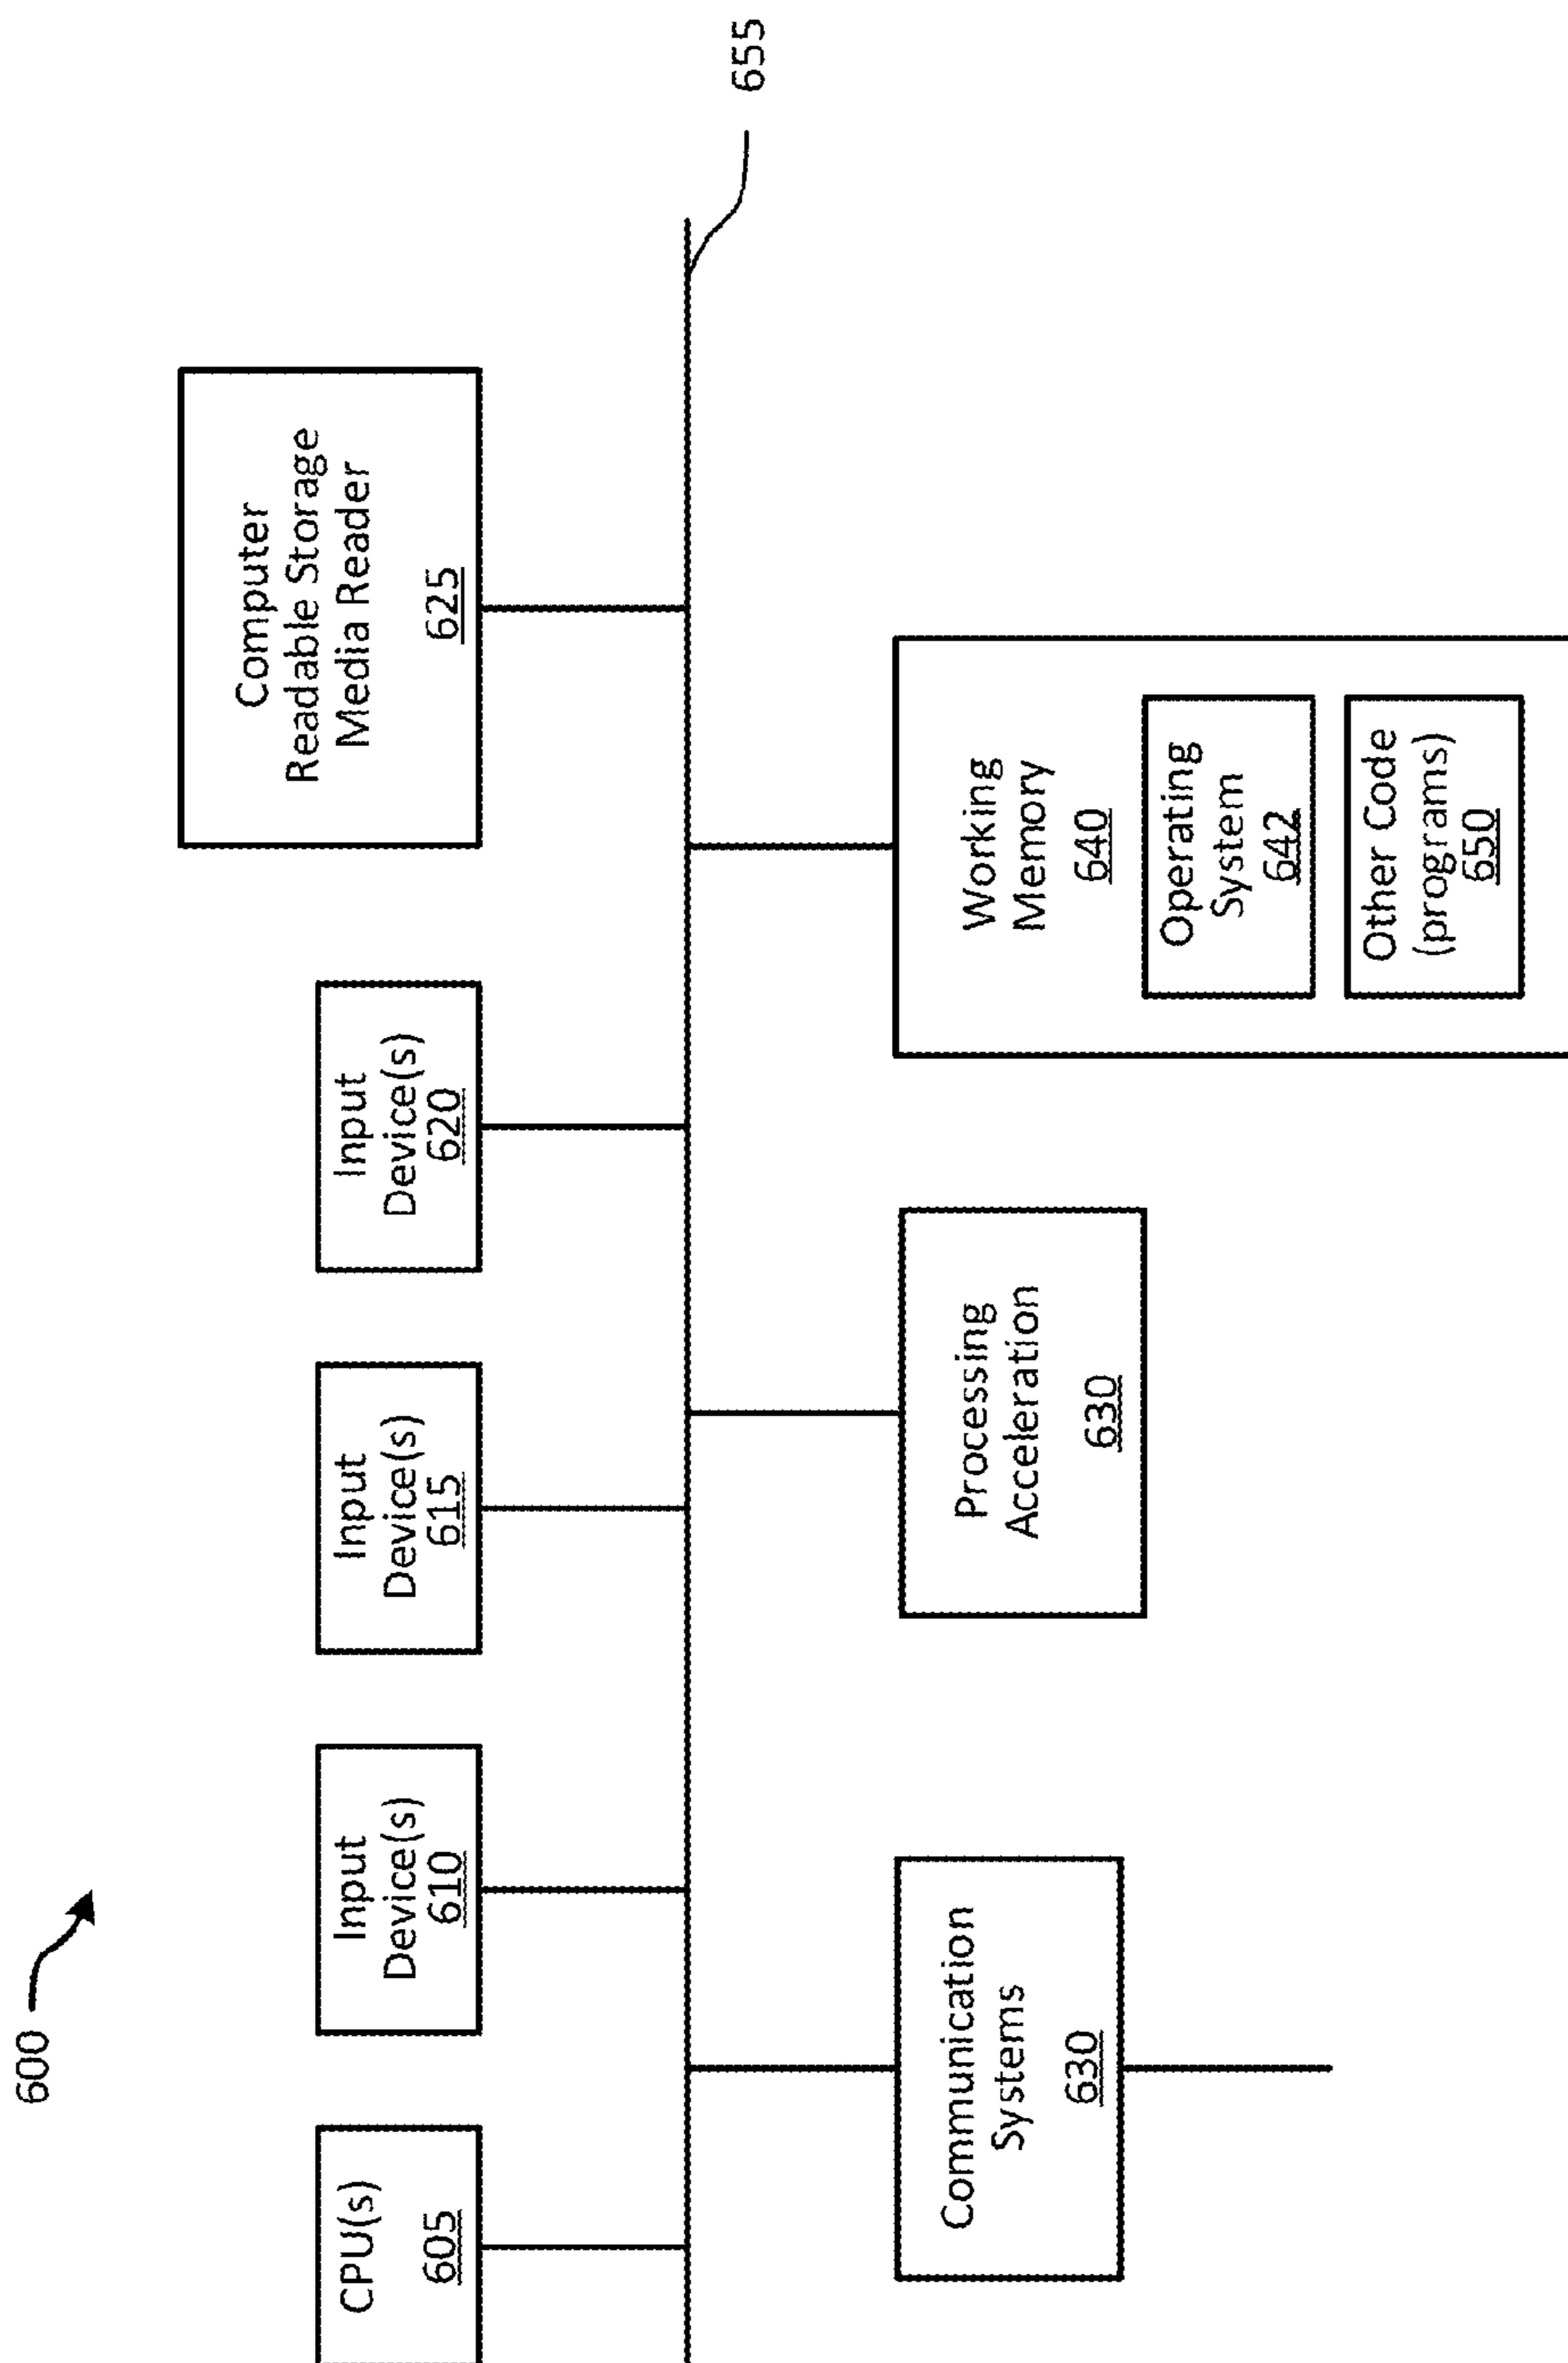 600
CPU(s)
605
Input
Device(s)
610
Input
Device(s)
615
Input
Device(s)
620
Computer
Readable Storage
Media Reader
625
655
Communication
Systems
630
Processing
Acceleration
630
Working
Memory
640
Operating
System
642
Other Code
(programs)
650